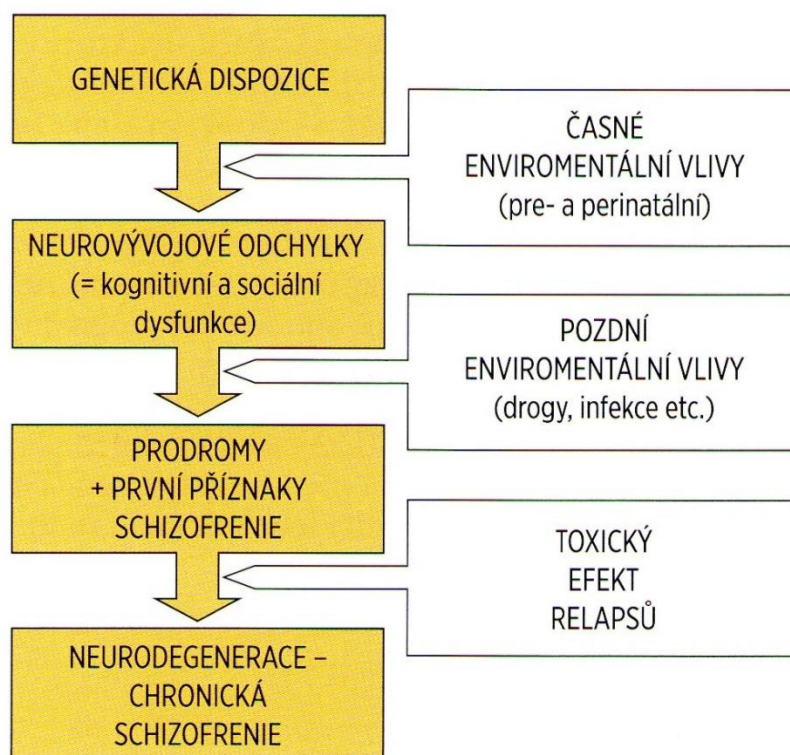 GENETICKÁ DISPOZICE
ČASNÉ
ENVIROMENTÁLNÍ VLIVY
(pre- a perinatální)
NEUROVÝVOJOVÉ ODCHYLKY
(= kognitivní a sociální
dysfunkce)
POZDNÍ
ENVIROMENTÁLNÍ VLIVY
(drogy, infekce etc.)
PRODROMY
+ PRVNÍ PŘÍZNAKY
SCHIZOFRENIE
TOXICKÝ
EFEKT
RELAPSŮ
NEURODEGENERACE –
CHRONICKÁ
SCHIZOFRENIE